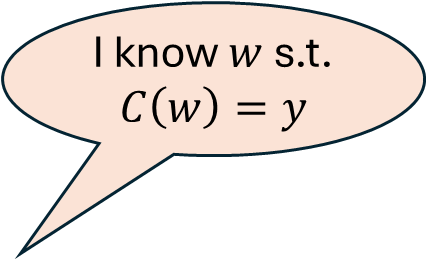 I know w s.t.
C(w) = y